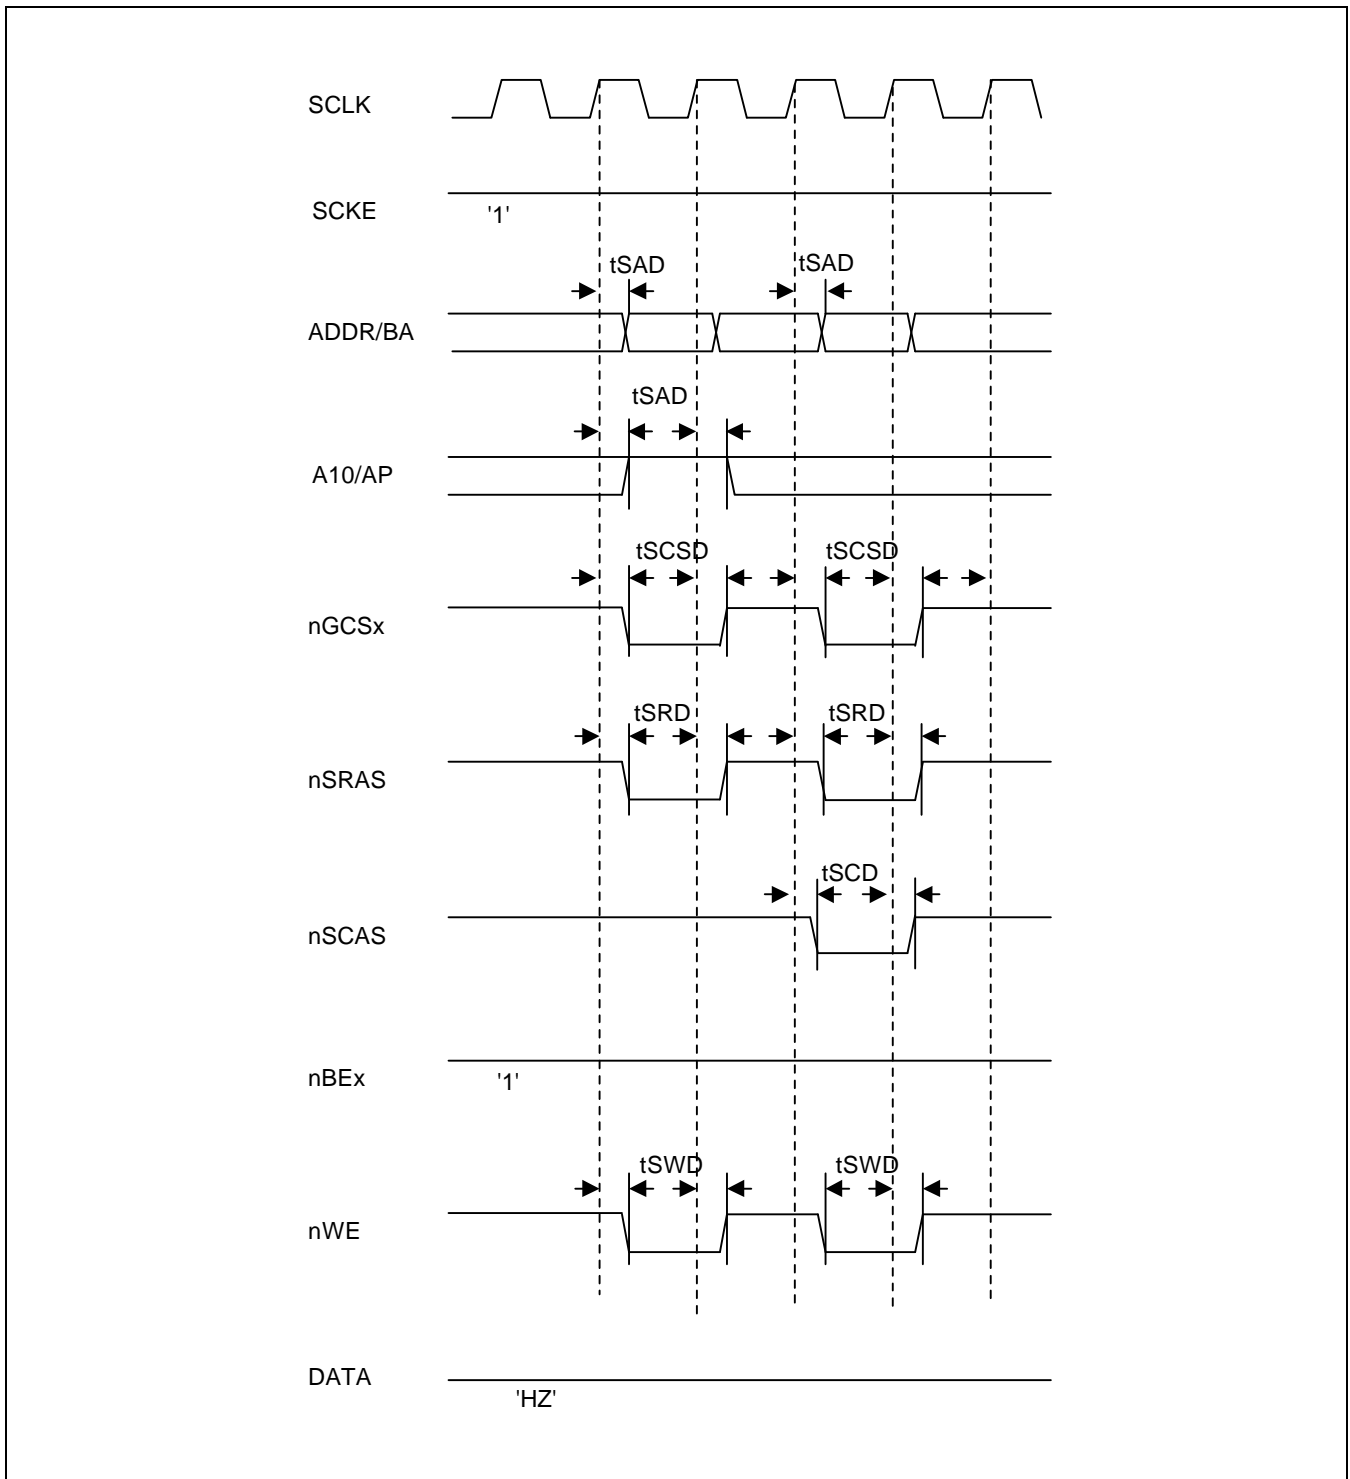 SCLK
SCKE
'1'
tSAD tSAD
ADDR/BA
tSAD
A10/AP
tSCSD tSCSD
nGCSx
tSRD tSRD
nSRAS
tSCD
nSCAS
nBEx
'1'
tSWD tSWD
nWE
DATA
'HZ'